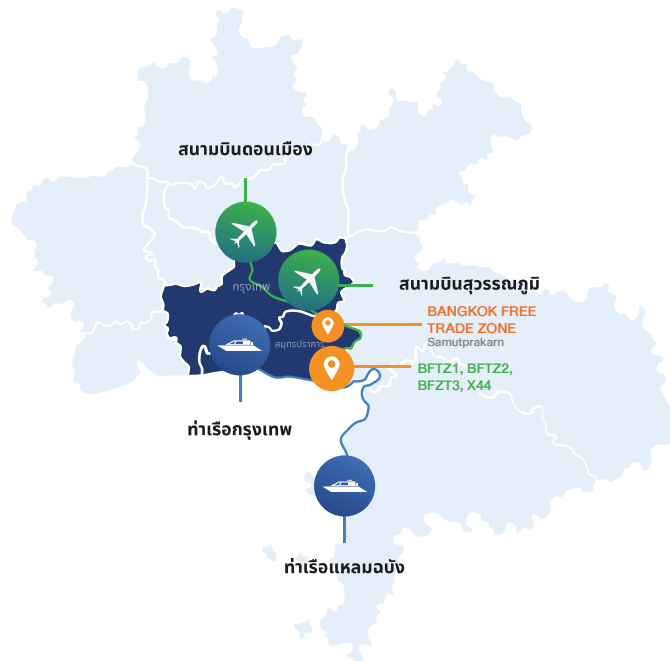 สนามบินดอนเมือง
สนามบินสุวรรณภูมิ
กรุงเทพ
BANGKOK FREE
TRADE ZONE
Samutprakarn
สมุทรปราการ
BFTZ1, BFTZ2,
BFZT3, X44
ท่าเรือกรุงเทพ
ท่าเรือแหลมฉบัง